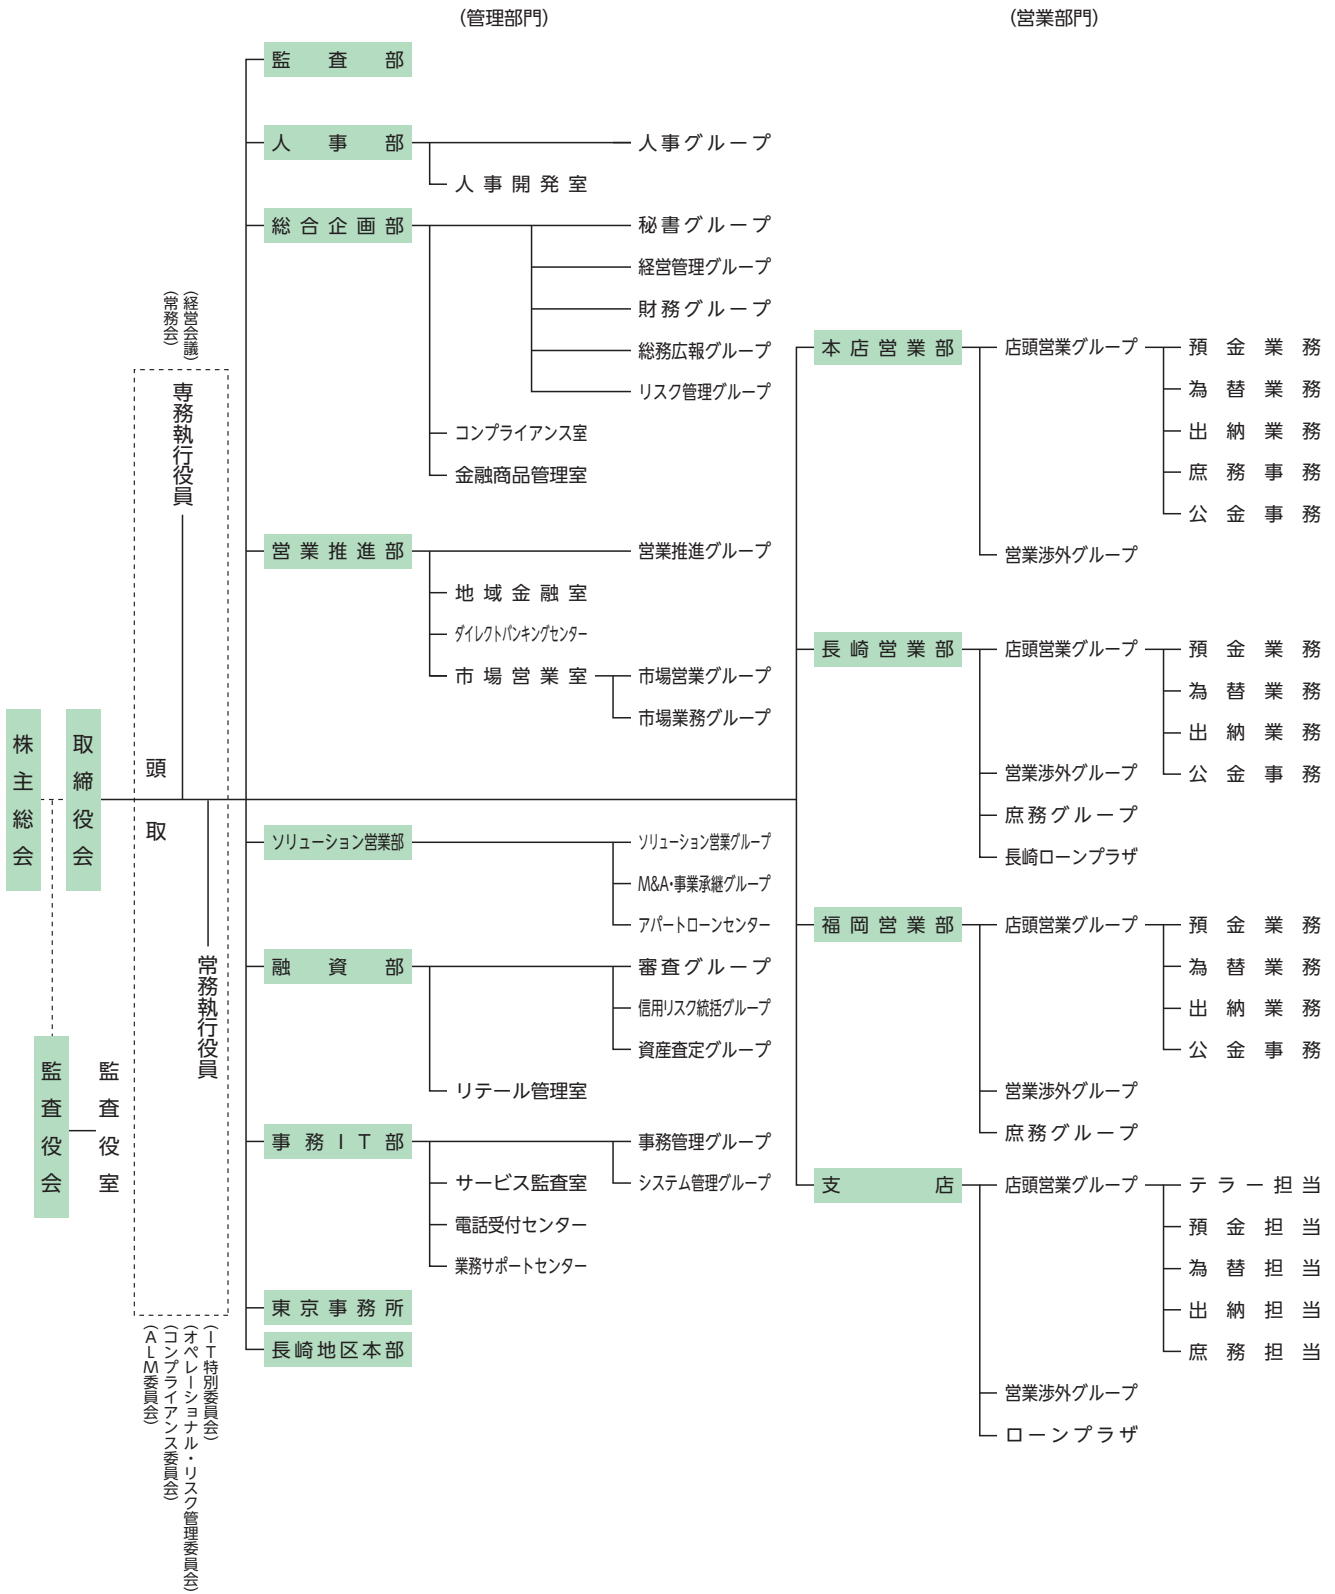 (管理部門)
(営業部門)
株主総会
取締役会
監査役会
監査役室
(経営会議)
(常務会)
専務執行役員
頭取
常務執行役員
(IT特別委員会)
(オペレーショナル・リスク管理委員会)
(コンプライアンス委員会)
(ALM委員会)
監査部
人事部
人事グループ
人事開発室
総合企画部
秘書グループ
経営管理グループ
財務グループ
総務広報グループ
リスク管理グループ
コンプライアンス室
金融商品管理室
営業推進部
営業推進グループ
地域金融室
ダイレクトバンキングセンター
市場営業室
市場営業グループ
市場業務グループ
ソリューション営業部
ソリューション営業グループ
M&A・事業承継グループ
アパートローンセンター
融資部
審査グループ
信用リスク統括グループ
資産査定グループ
リテール管理室
事務IT部
事務管理グループ
システム管理グループ
サービス監査室
電話受付センター
業務サポートセンター
東京事務所
長崎地区本部
本店営業部
店頭営業グループ
預金業務
為替業務
出納業務
庶務事務
公金事務
営業渉外グループ
長崎営業部
店頭営業グループ
預金業務
為替業務
出納業務
公金事務
営業渉外グループ
庶務グループ
長崎ローンプラザ
福岡営業部
店頭営業グループ
預金業務
為替業務
出納業務
公金事務
営業渉外グループ
庶務グループ
支店
店頭営業グループ
テラー担当
預金担当
為替担当
出納担当
庶務担当
営業渉外グループ
ローンプラザ